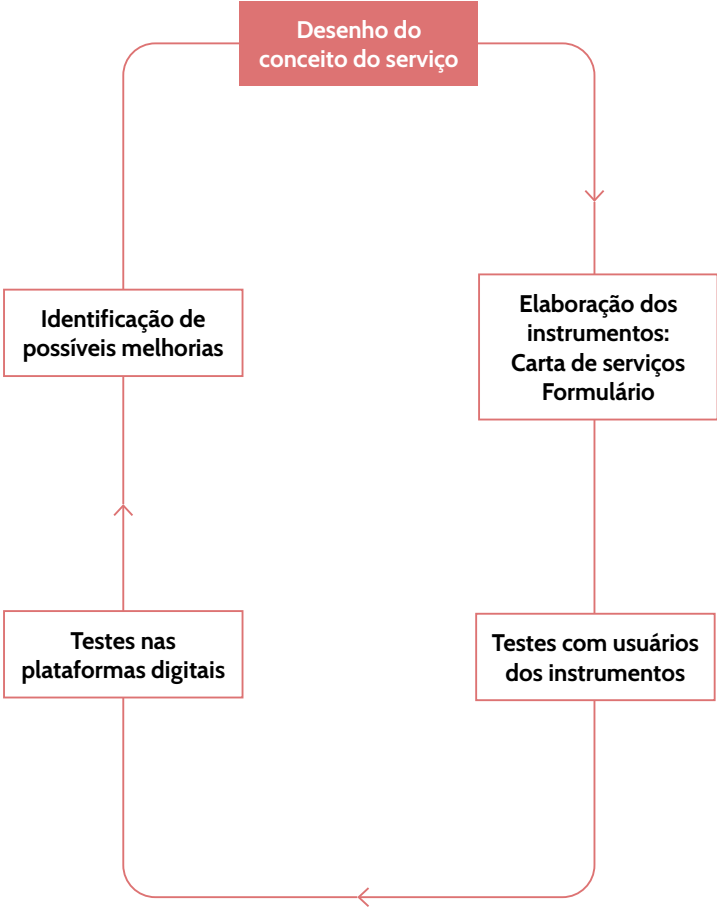 Desenho do
conceito do serviço
Elaboração dos
instrumentos:
Carta de serviços
Formulário
Testes com usuários
dos instrumentos
Testes nas
plataformas digitais
Identificação de
possíveis melhorias